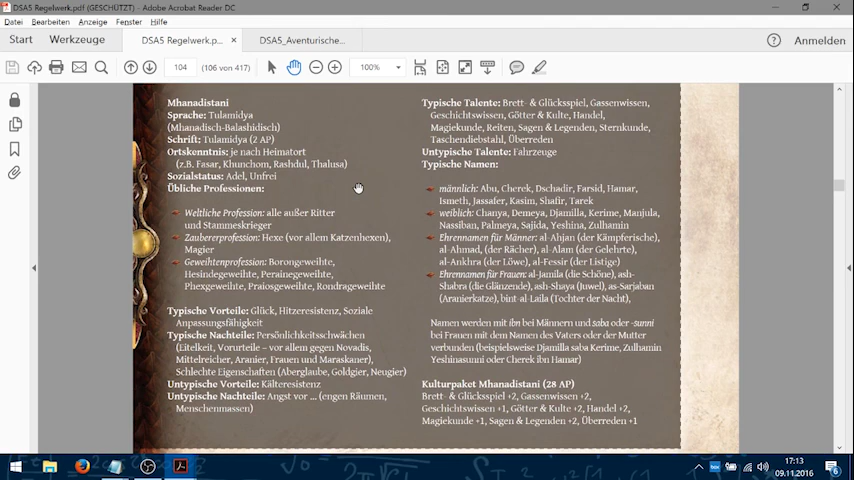 DSA5 Regelwerk.pdf (GESCHÜTZT) - Adobe Acrobat Reader DC
Datei Bearbeiten Anzeige Fenster Hilfe
Start Werkzeuge DSA5 Regelwerk.p... × DSA5_Aventurische... Anmelden
104 (106 von 417) 100%
Mhanadistani
Sprache: Tulamidya
(Mhanadisch-Balashidisch)
Schrift: Tulamidya (2 AP)
Ortskenntnis: je nach Heimatort
(z.B. Fasar, Khunchom, Rashdul, Thalusa)
Sozialstatus: Adel, Unfrei
Übliche Professionen:
Weltliche Profession: alle außer Ritter
und Stammeskrieger
Zaubererprofession: Hexe (vor allem Katzenhexen),
Magier
Geweihtenprofession: Borongeweihte,
Hesindegeweihte, Perainegeweihte,
Phexgeweihte, Praiosgeweihte, Rondrageweihte
Typische Vorteile: Glück, Hitzeresistenz, Soziale
Anpassungsfähigkeit
Typische Nachteile: Persönlichkeitsschwächen
(Eitelkeit, Vorurteile – vor allem gegen Novadis,
Mittelreicher, Aranier, Frauen und Maraskaner),
Schlechte Eigenschaften (Aberglaube, Goldgier, Neugier)
Untypische Vorteile: Kälteresistenz
Untypische Nachteile: Angst vor ... (engen Räumen,
Menschenmassen)
Typische Talente: Brett- & Glücksspiel, Gassenwissen,
Geschichtswissen, Götter & Kulte, Handel,
Magiekunde, Reiten, Sagen & Legenden, Sternkunde,
Taschendiebstahl, Überreden
Untypische Talente: Fahrzeuge
Typische Namen:
männlich: Abu, Cherek, Dschadir, Farsid, Hamar,
Ismeth, Jassafer, Kasim, Shafir, Tarek
weiblich: Chanya, Demeya, Djamilla, Kerime, Manjula,
Nassiban, Palmeya, Sajida, Yeshina, Zulhamin
Ehrennamen für Männer: al-Ahjan (der Kämpferische),
al-Ahmad, (der Rächer), al-Alam (der Gelehrte),
al-Ankhra (der Löwe), al-Fessir (der Listige)
Ehrennamen für Frauen: al-Jamila (die Schöne), ash-
Shabra (die Glänzende), ash-Shaya (Juwel), as-Sarjaban
(Aranierkatze), bint-al-Laila (Tochter der Nacht),
Namen werden mit ibn bei Männern und saba oder -sunni
bei Frauen mit dem Namen des Vaters oder der Mutter
verbunden (beispielsweise Djamilla saba Kerime, Zulhamin
Yeshinasunni oder Cherek ibn Hamar)
Kulturpaket Mhanadistani (28 AP)
Brett- & Glücksspiel +2, Gassenwissen +2,
Geschichtswissen +1, Götter & Kulte +2, Handel +2,
Magiekunde +1, Sagen & Legenden +2, Überreden +1
17:13
09.11.2016